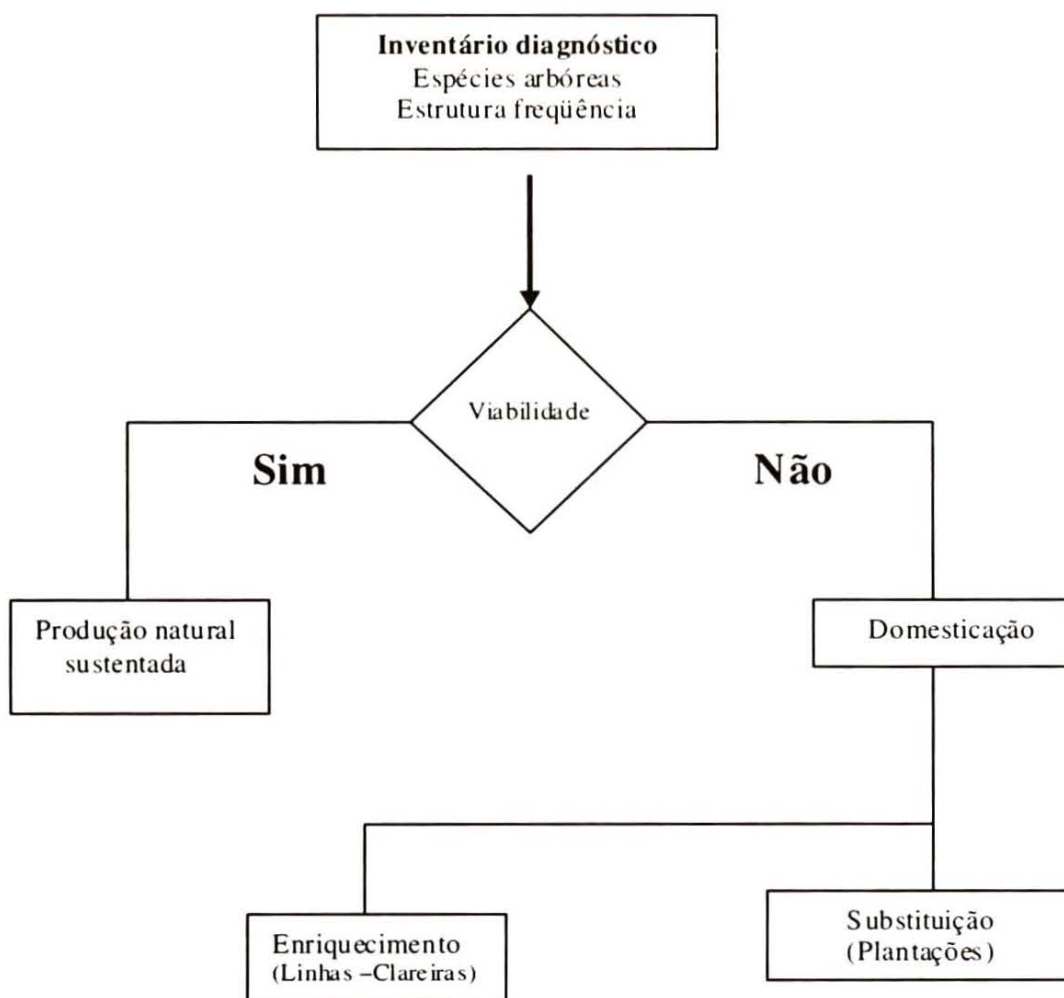 Inventário diagnóstico
Espécies arbóreas
Estrutura freqüência
Viabilidade
Sim
Não
Produção natural
sustentada
Domesticação
Enriquecimento
(Linhas –Clareiras)
Substituição
(Plantações)